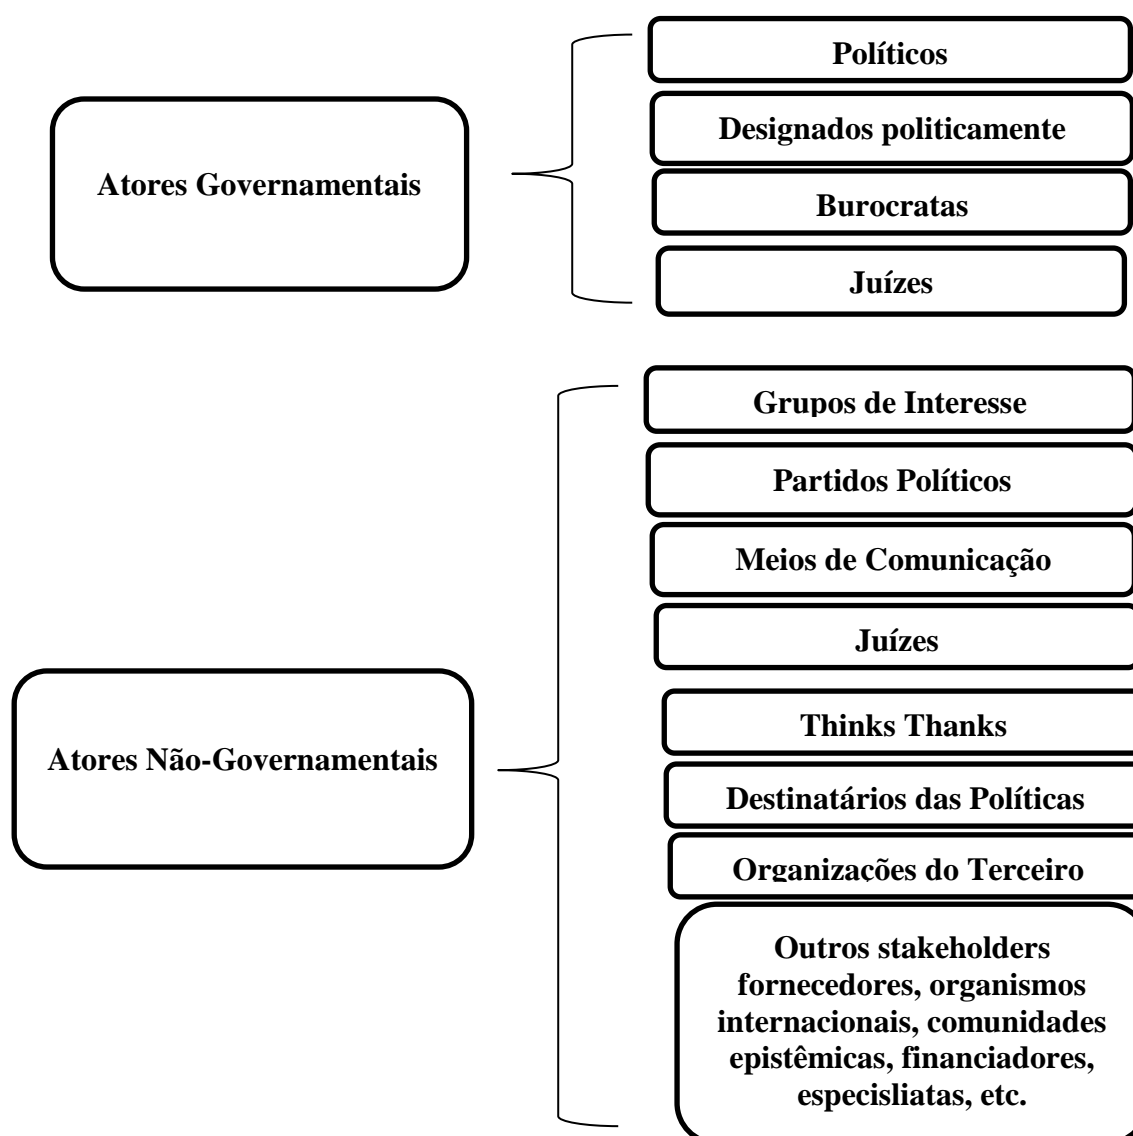 Atores Governamentais
Políticos
Designados politicamente
Burocratas
Juízes
Atores Não-Governamentais
Grupos de Interesse
Partidos Políticos
Meios de Comunicação
Juízes
Thinks Thanks
Destinatários das Políticas
Organizações do Terceiro
Outros stakeholders
fornecedores, organismos
internacionais, comunidades
epistêmicas, financiadores,
especisliatas, etc.